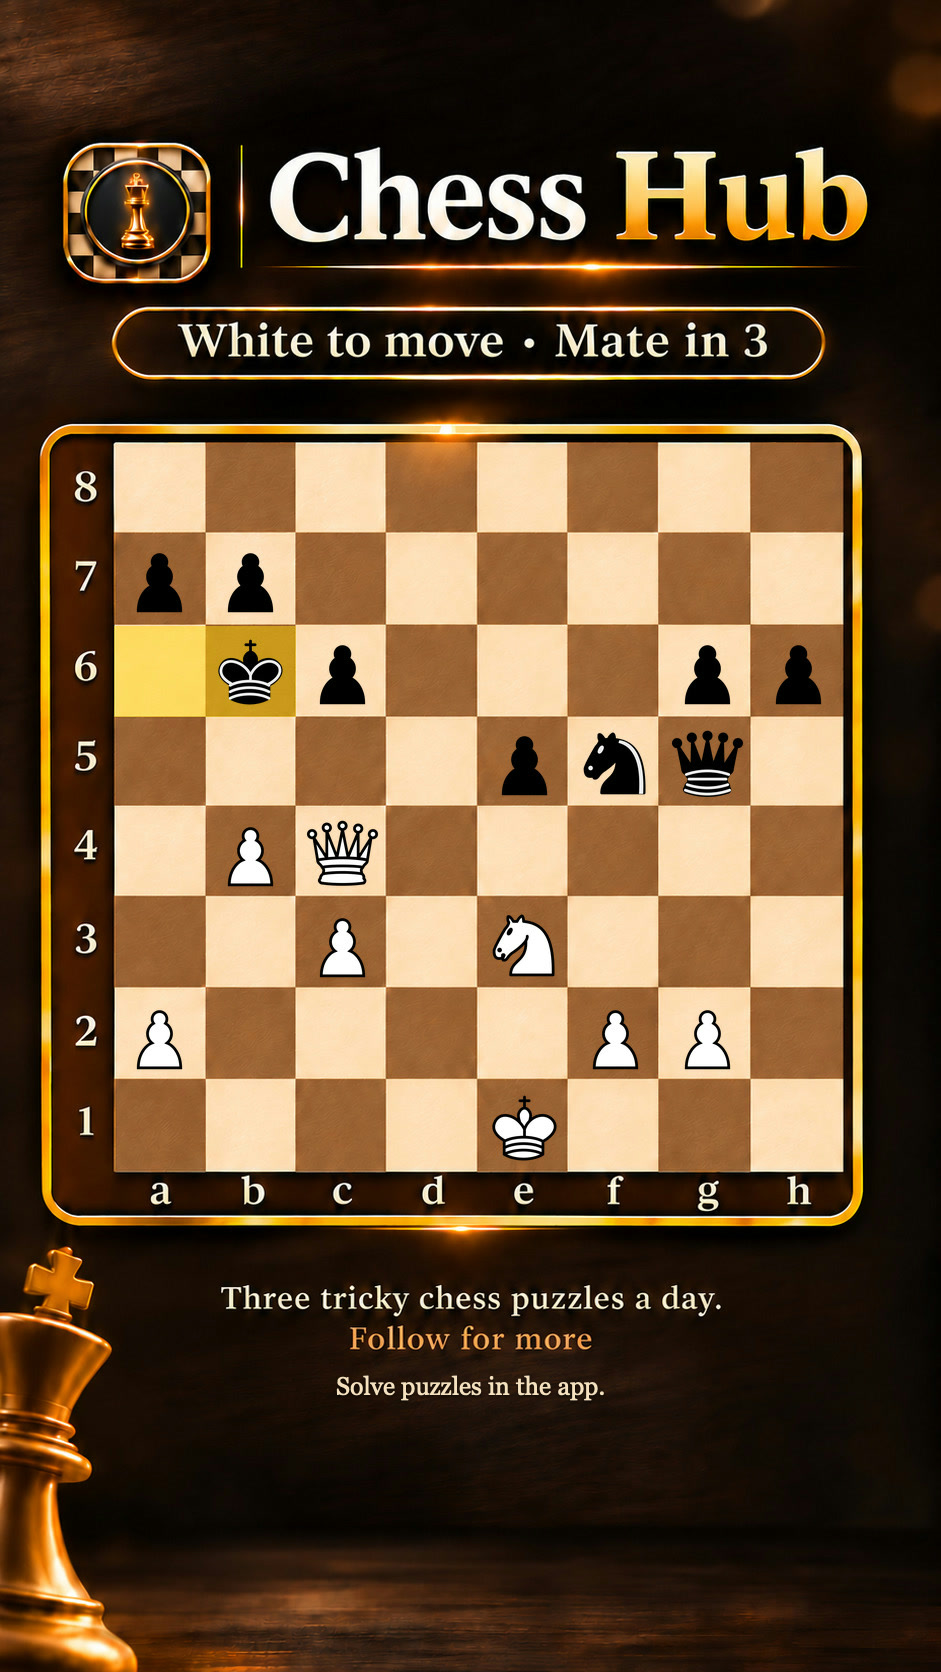 Chess Hub
White to move • Mate in 3
8
7
6
5
4
3
2
1
a b c d e f g h
Three tricky chess puzzles a day.
Follow for more
Solve puzzles in the app.